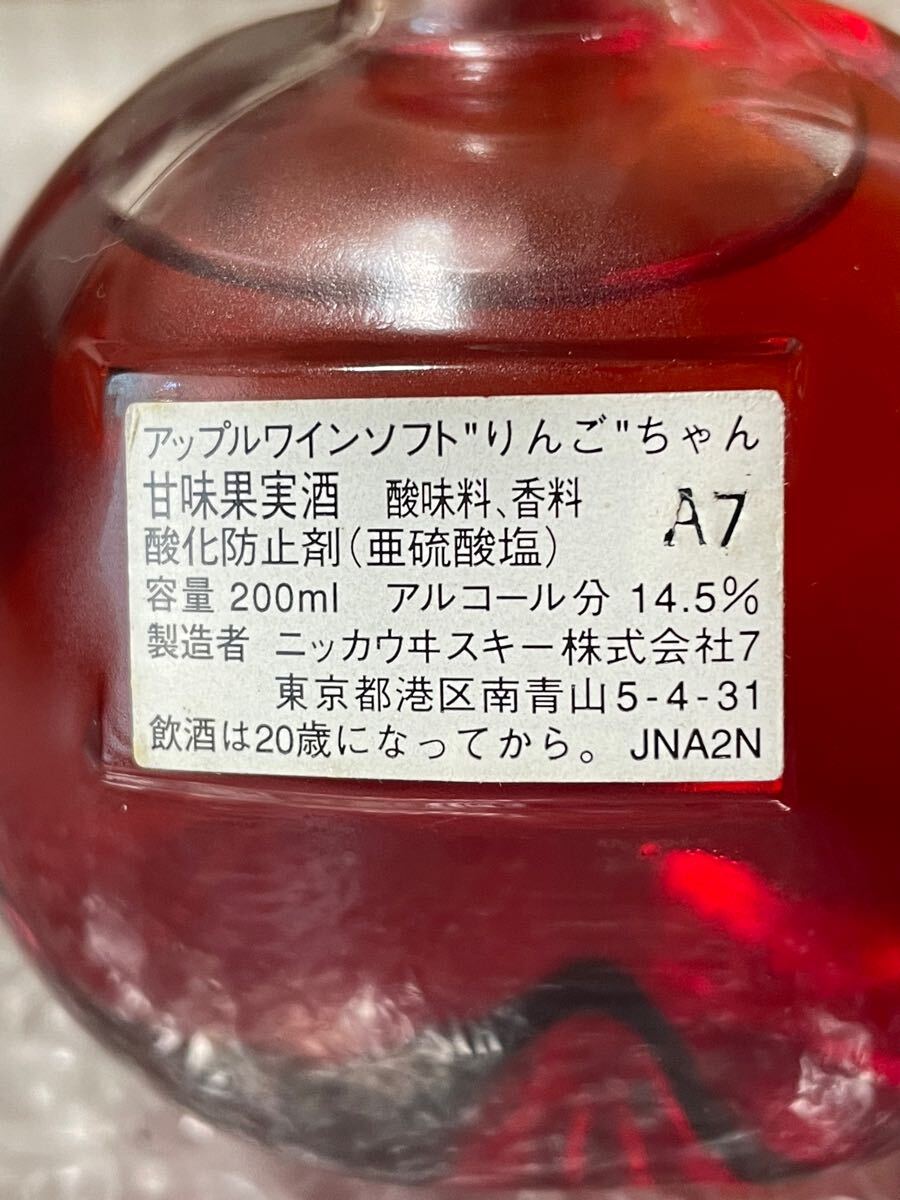 アップルワインソフト"りんご"ちゃん
甘味果実酒 酸味料、香料 A7
酸化防止剤(亜硫酸塩)
容量 200ml アルコール分 14.5%
製造者 ニッカウヰスキー株式会社7
東京都港区南青山5-4-31
飲酒は20歳になってから。 JNA2N